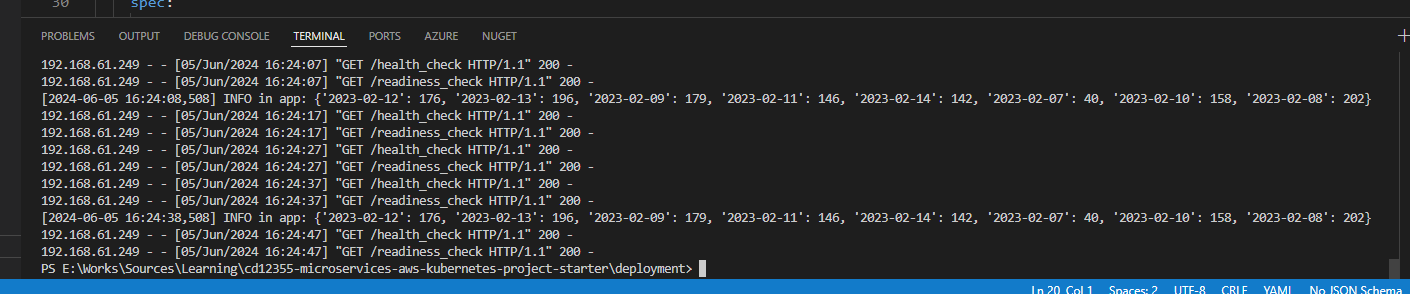 30 spec:
PROBLEMS OUTPUT DEBUG CONSOLE TERMINAL PORTS AZURE NUGET
192.168.61.249 - - [05/Jun/2024 16:24:07] "GET /health_check HTTP/1.1" 200 -
192.168.61.249 - - [05/Jun/2024 16:24:07] "GET /readiness_check HTTP/1.1" 200 -
[2024-06-05 16:24:08,508] INFO in app: {'2023-02-12': 176, '2023-02-13': 196, '2023-02-09': 179, '2023-02-11': 146, '2023-02-14': 142, '2023-02-07': 40, '2023-02-10': 158, '2023-02-08': 202}
192.168.61.249 - - [05/Jun/2024 16:24:17] "GET /health_check HTTP/1.1" 200 -
192.168.61.249 - - [05/Jun/2024 16:24:17] "GET /readiness_check HTTP/1.1" 200 -
192.168.61.249 - - [05/Jun/2024 16:24:27] "GET /health_check HTTP/1.1" 200 -
192.168.61.249 - - [05/Jun/2024 16:24:27] "GET /readiness_check HTTP/1.1" 200 -
192.168.61.249 - - [05/Jun/2024 16:24:37] "GET /health_check HTTP/1.1" 200 -
192.168.61.249 - - [05/Jun/2024 16:24:37] "GET /readiness_check HTTP/1.1" 200 -
[2024-06-05 16:24:38,508] INFO in app: {'2023-02-12': 176, '2023-02-13': 196, '2023-02-09': 179, '2023-02-11': 146, '2023-02-14': 142, '2023-02-07': 40, '2023-02-10': 158, '2023-02-08': 202}
192.168.61.249 - - [05/Jun/2024 16:24:47] "GET /health_check HTTP/1.1" 200 -
192.168.61.249 - - [05/Jun/2024 16:24:47] "GET /readiness_check HTTP/1.1" 200 -
PS E:\Works\Sources\Learning\cd12355-microservices-aws-kubernetes-project-starter\deployment>
Ln 20, Col 1 Spaces: 2 UTF-8 CRLF YAML No JSON Schema